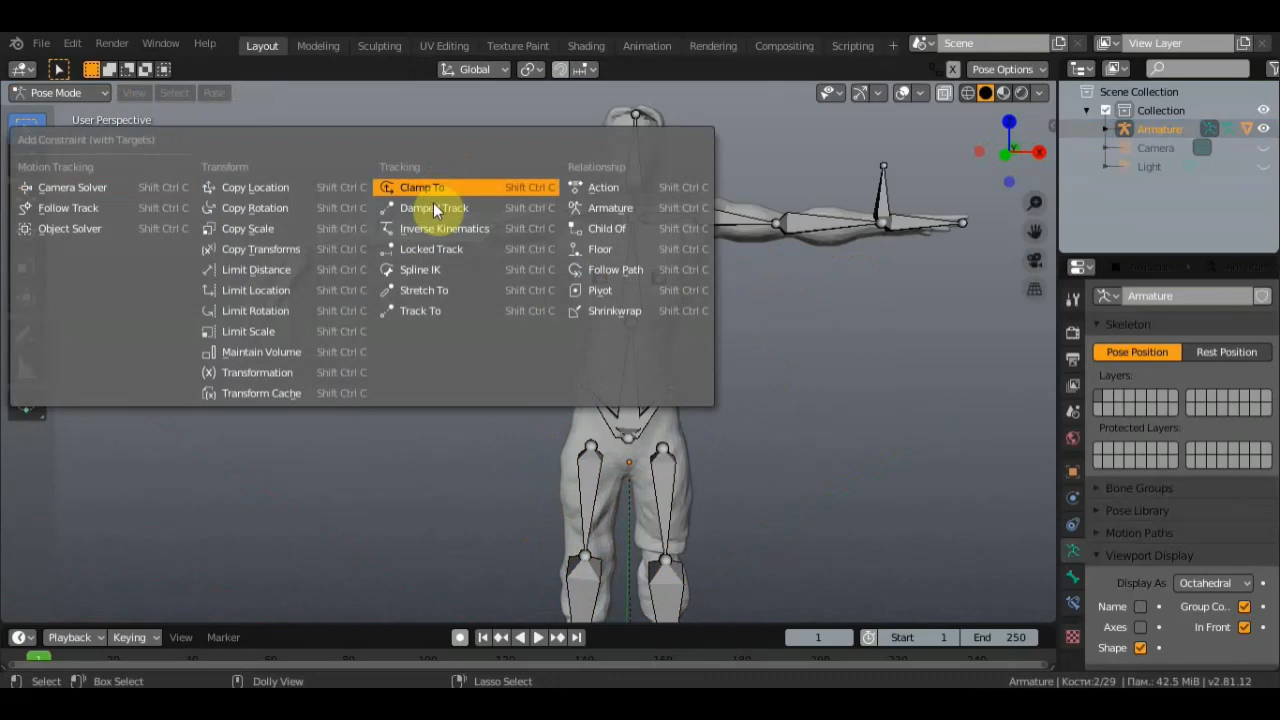 File Edit Render Window Help Layout Modeling Sculpting UV Editing Texture Paint Shading Animation Rendering Compositing Scripting + Scene View Layer
Global X Pose Options
Pose Mode View Select Pose
User Perspective
Add Constraint (with Targets)
Motion Tracking Transform Tracking Relationship
Camera Solver Shift Ctrl C Copy Location Shift Ctrl C Clamp To Shift Ctrl C Action Shift Ctrl C
Follow Track Shift Ctrl C Copy Rotation Shift Ctrl C Damped Track Shift Ctrl C Armature Shift Ctrl C
Object Solver Shift Ctrl C Copy Scale Shift Ctrl C Inverse Kinematics Shift Ctrl C Child Of Shift Ctrl C
Copy Transforms Shift Ctrl C Locked Track Shift Ctrl C Floor Shift Ctrl C
Limit Distance Shift Ctrl C Spline IK Shift Ctrl C Follow Path Shift Ctrl C
Limit Location Shift Ctrl C Stretch To Shift Ctrl C Pivot Shift Ctrl C
Limit Rotation Shift Ctrl C Track To Shift Ctrl C Shrinkwrap Shift Ctrl C
Limit Scale Shift Ctrl C
Maintain Volume Shift Ctrl C
Transformation Shift Ctrl C
Transform Cache Shift Ctrl C
X
Y
Scene Collection
Collection
Armature
Camera
Light
Armature
Skeleton
Pose Position Rest Position
Layers:
Protected Layers:
Bone Groups
Pose Library
Motion Paths
Viewport Display
Display As Octahedral
Name Group Co..
Axes In Front
Shape
Playback Keying View Marker 1 Start 1 End 250
1
Select Box Select Dolly View Lasso Select Armature | Кости:2/29 | Пам.: 42.5 MiB | v2.81.12